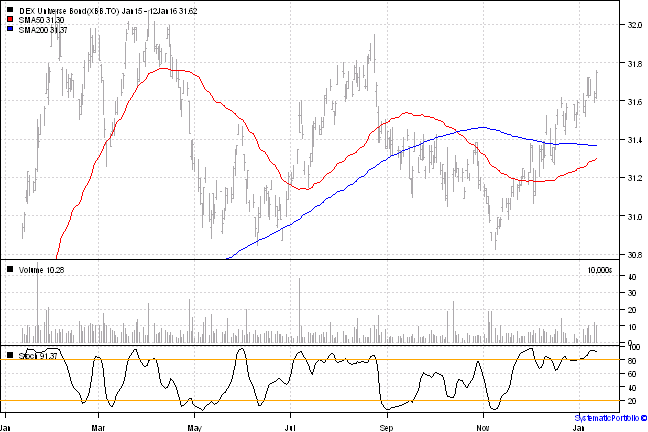 DEX Universe Bond(XBB.TO) Jan15 - 12Jan16 31.62
SMA50 31.30
SMA200 31.37
32.0
31.8
31.6
31.4
31.2
31.0
30.8
Volume 10.28
10,000s
40
30
20
10
0
100
Stoch 91.37
80
60
40
20
Jan
Mar
May
Jul
Sep
Nov
Jan
SystematicPortfolio ©